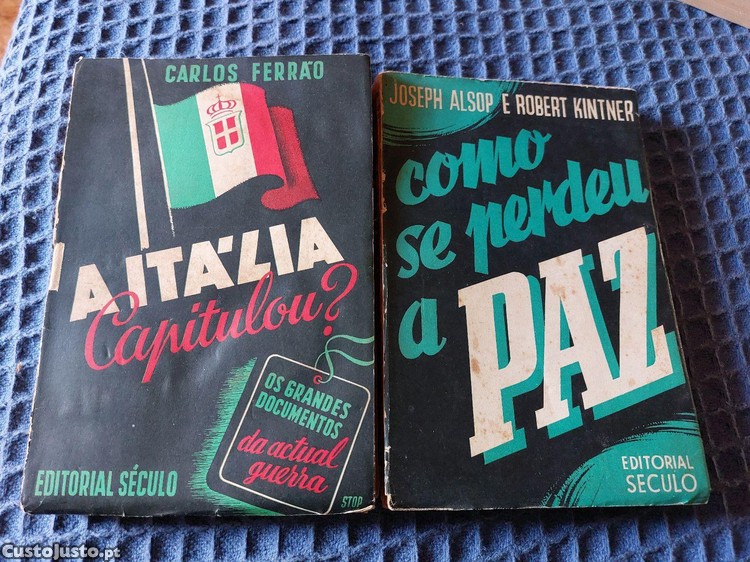 CARLOS FERRÃO
A ITÁLIA
Capitulou?
OS GRANDES
DOCUMENTOS
da actual
guerra
EDITORIAL SÉCULO
STOP
JOSEPH ALSOP E ROBERT KINTNER
como
se perdeu
a PAZ
EDITORIAL
SECULO
CustoJusto.pt